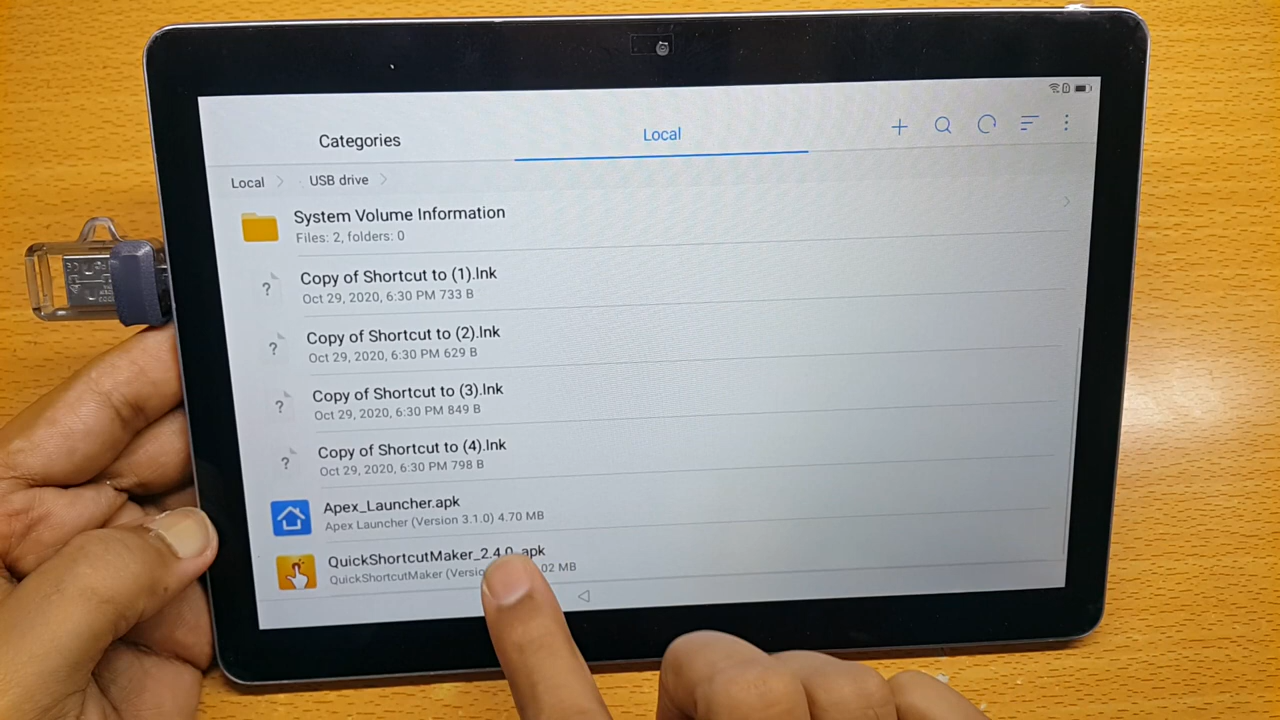 Categories
Local
Local
USB drive
System Volume Information
Files: 2, folders: 0
Copy of Shortcut to (1).lnk
Oct 29, 2020, 6:30 PM 733 B
Copy of Shortcut to (2).lnk
Oct 29, 2020, 6:30 PM 629 B
Copy of Shortcut to (3).lnk
Oct 29, 2020, 6:30 PM 849 B
Copy of Shortcut to (4).lnk
Oct 29, 2020, 6:30 PM 798 B
Apex_Launcher.apk
Apex Launcher (Version 3.1.0) 4.70 MB
QuickShortcutMaker_2.4.0_apk
QuickShortcutMaker .02 MB